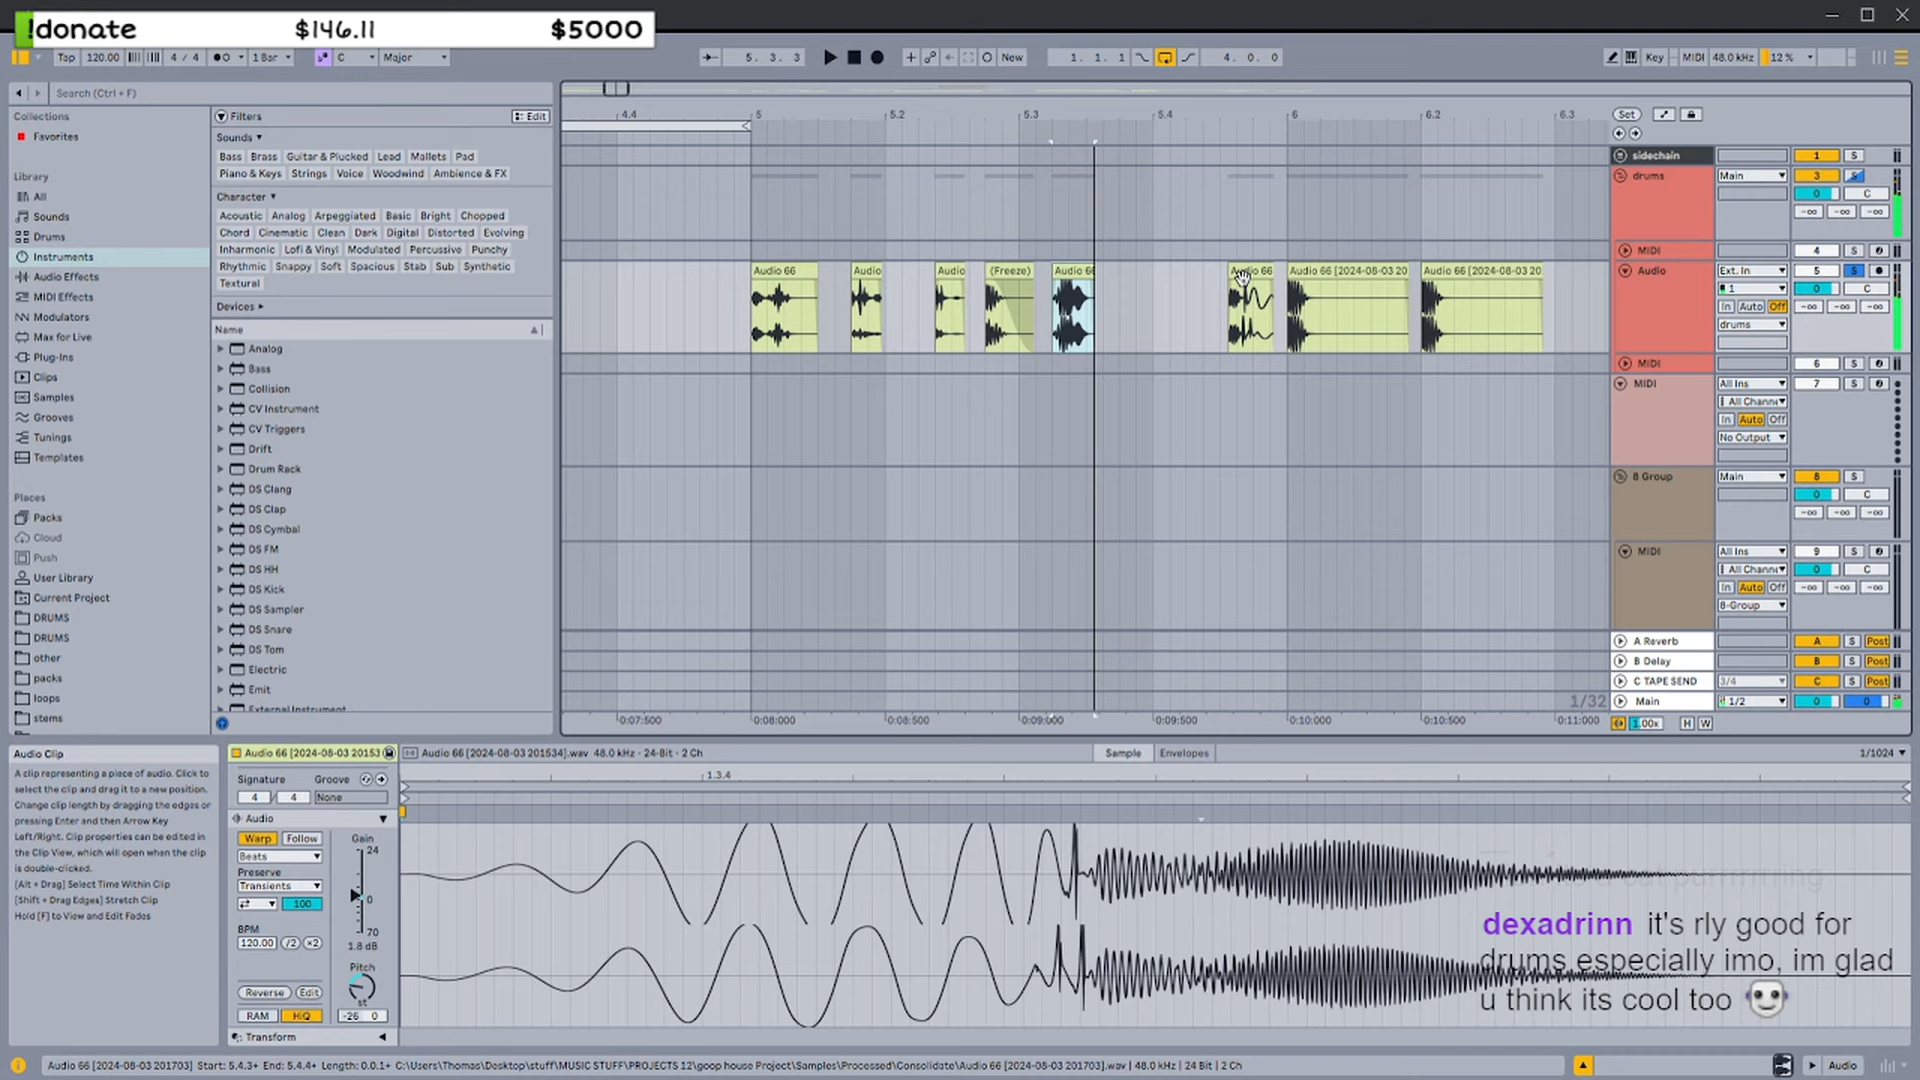 !donate $146.11 $5000
Tap 120.00 4 / 4 1 Bar C Major 5. 3. 3 New 1. 1. 1 4. 0. 0 Key MIDI 48.0 kHz 12 %
Search (Ctrl + F)
Collections
Favorites
Library
All
Sounds
Drums
Instruments
Audio Effects
MIDI Effects
Modulators
Max for Live
Plug-Ins
Clips
Samples
Grooves
Tunings
Templates
Places
Packs
Cloud
Push
User Library
Current Project
DRUMS
DRUMS
other
packs
loops
stems
Filters Edit
Sounds
Bass Brass Guitar & Plucked Lead Mallets Pad
Piano & Keys Strings Voice Woodwind Ambience & FX
Character
Acoustic Analog Arpeggiated Basic Bright Chopped
Chord Cinematic Clean Dark Digital Distorted Evolving
Inharmonic Lofi & Vinyl Modulated Percussive Punchy
Rhythmic Snappy Soft Spacious Stab Sub Synthetic
Textural
Devices
Name
Analog
Bass
Collision
CV Instrument
CV Triggers
Drift
Drum Rack
DS Clang
DS Clap
DS Cymbal
DS FM
DS HH
DS Kick
DS Sampler
DS Snare
DS Tom
Electric
Emit
External Instrument
4.4 5 5.2 5.3 5.4 6 6.2 6.3
Audio 66 Audio Audio (Freeze) Audio 66 Audio 66 Audio 66 [2024-08-03 20 Audio 66 [2024-08-03 20
1/32
0:07:500 0:08:000 0:08:500 0:09:000 0:09:500 0:10:000 0:10:500 0:11:000
Set
sidechain 1 S
drums Main 3 S
0 C
-∞ -∞ -∞
MIDI 4 S
Audio Ext. In 5 S
1 0 C
In Auto Off -∞ -∞ -∞
drums
MIDI 6 S
MIDI All Ins 7 S
All Channe
In Auto Off
No Output
8 Group Main 8 S
0 C
-∞ -∞ -∞
MIDI All Ins 9 S
All Channe 0 C
In Auto Off -∞ -∞ -∞
8-Group
A Reverb A S Post
B Delay B S Post
C TAPE SEND 3/4 C S Post
Main 1/2 0 0
1.00x H W
Audio Clip
A clip representing a piece of audio. Click to
select the clip and drag it to a new position.
Change clip length by dragging the edges or
pressing Enter and then Arrow Key
Left/Right. Clip properties can be edited in
the Clip View, which will open when the clip
is double-clicked.
[Alt + Drag] Select Time Within Clip
[Shift + Drag Edges] Stretch Clip
Hold [F] to View and Edit Fades
Audio 66 [2024-08-03 20153 Audio 66 [2024-08-03 201534].wav 48.0 kHz · 24-Bit · 2 Ch Sample Envelopes 1/1024
Signature Groove
4 / 4 None
Audio
Warp Follow Gain
Beats 24
Preserve
Transients
100 0
BPM 70
120.00 /2 ×2 1.8 dB
Pitch
st
Reverse Edit
RAM HiQ -26 0
Transform
1.3.4
dexadrinn it's rly good for
drums especially imo, im glad
u think its cool too
Audio 66 [2024-08-03 201703] Start: 5.4.3+ End: 5.4.4+ Length: 0.0.1+ C:\Users\Thomas\Desktop\stuff\MUSIC STUFF\PROJECTS 12\goop house Project\Samples\Processed\Consolidate\Audio 66 [2024-08-03 201703].wav | 48.0 kHz | 24 Bit | 2 Ch Audio